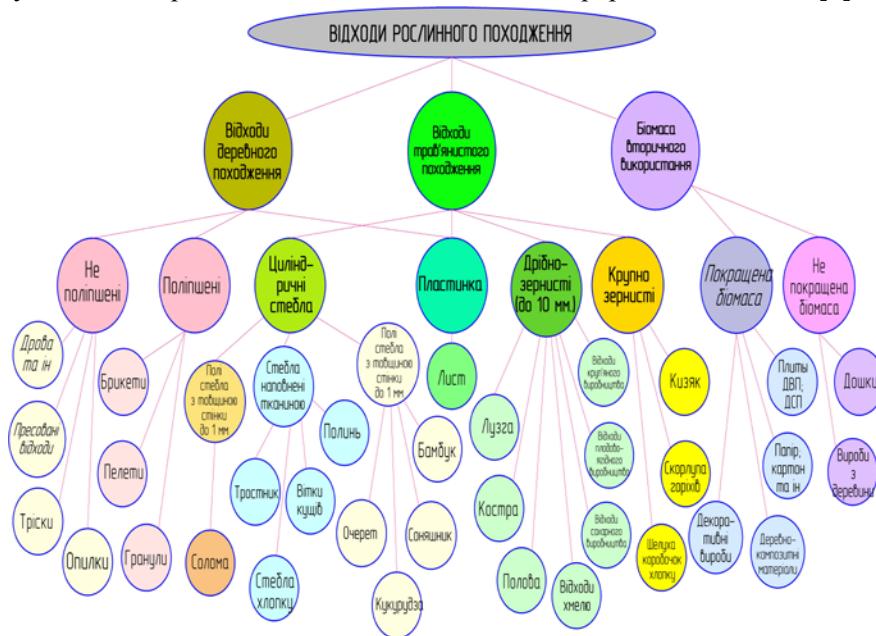 ВІДХОДИ РОСЛИННОГО ПОХОДЖЕННЯ
Відходи
деревного
походження
Відходи
трав'янистого
походження
Біомаса
вторичного
використання
Не
поліпшені
Поліпшені
Цилінд-
ричні
стебла
Пластинка
Дрібно-
зернисті
(до 10 мм.)
Крупно
зернисті
Покращена
біомаса
Не
покращена
біомаса
Дрова
та ін
Пресовані
відходи
Тріски
Опилки
Брикети
Пелети
Гранули
Полі
стебла
з товщиною
стінки
до 1 мм
Солома
Стебла
наповнені
тканиною
Тростник
Стебла
хлопку
Вітки
кущів
Полинь
Полі
стебла
з товщиною
стінки
до 1 мм
Очерет
Кукурудза
Соняшник
Бамбук
Лист
Лузга
Костра
Полова
Відходи
хмелю
Відходи
сахарного
виробництва
Відходи
плодово-
виробництва
Відходи
круп'яного
виробництва
Кизяк
Скорлупа
горіхів
Шелуха
коробочок
хлопку
Плиты
ДВП;
ДСП
Папір;
картон
та ін
Декора-
тивні
вироби
Деревно-
композитні
матеріали
Дошки
Вироби
з
деревини